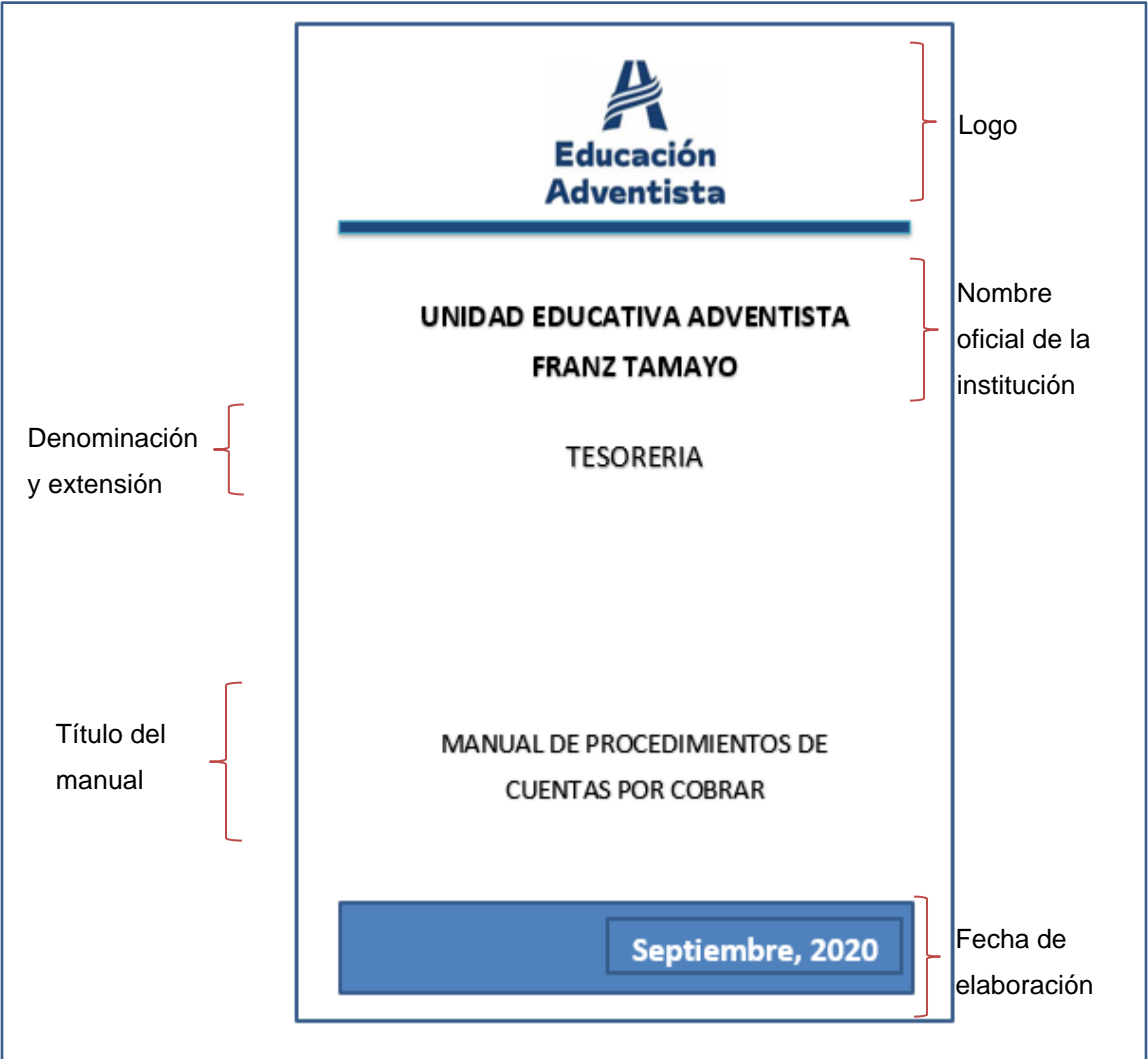 Educación
Adventista
Logo
UNIDAD EDUCATIVA ADVENTISTA
FRANZ TAMAYO
Nombre
oficial de la
institución
Denominación
y extensión
TESORERIA
Título del
manual
MANUAL DE PROCEDIMIENTOS DE
CUENTAS POR COBRAR
Septiembre, 2020
Fecha de
elaboración